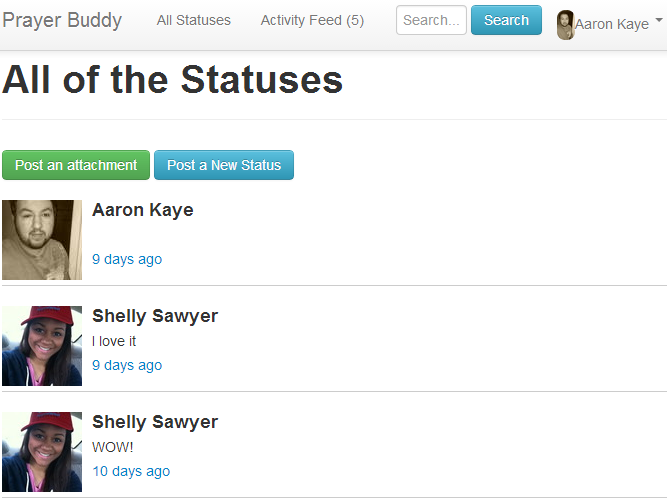 Prayer Buddy All Statuses Activity Feed (5) Search... Search Aaron Kaye
All of the Statuses
Post an attachment Post a New Status
Aaron Kaye
9 days ago
Shelly Sawyer
I love it
9 days ago
Shelly Sawyer
WOW!
10 days ago